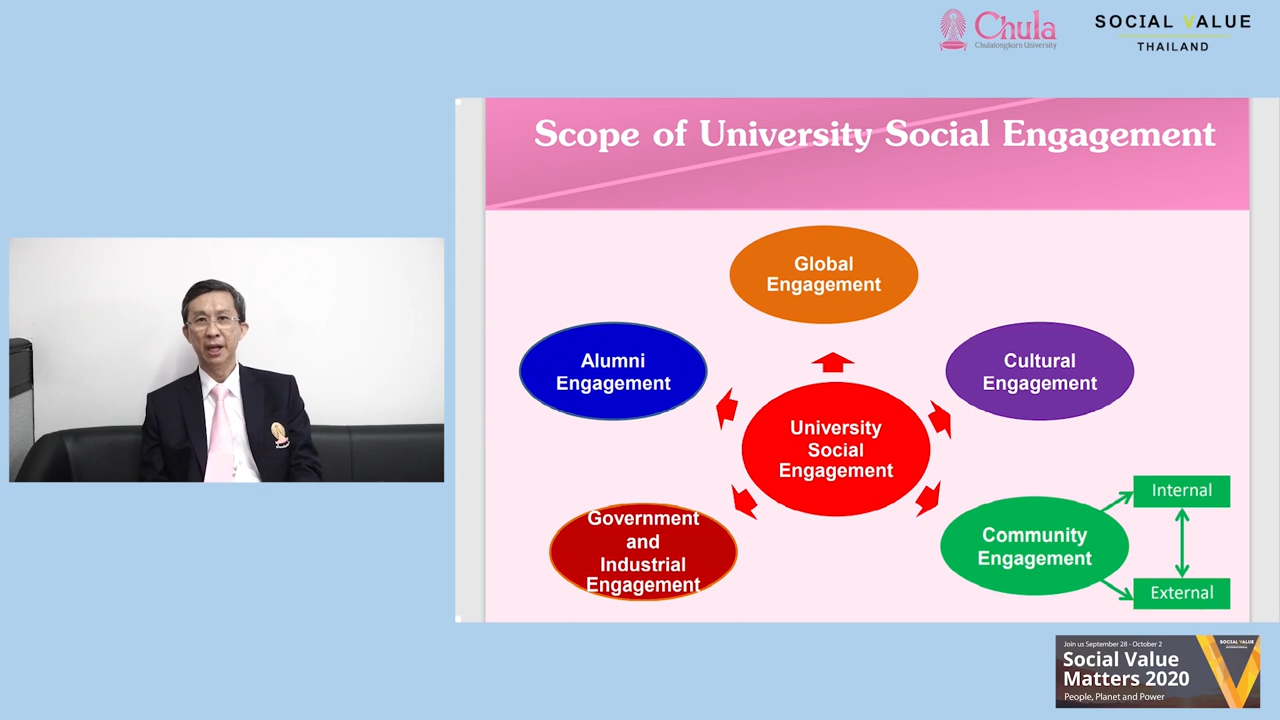 Chula
Chulalongkorn University
SOCIAL VALUE
THAILAND
Scope of University Social Engagement
Global
Engagement
Alumni
Engagement
Cultural
Engagement
University
Social
Engagement
Government
and
Industrial
Engagement
Community
Engagement
Internal
External
Join us September 28 - October 2
Social Value
Matters 2020
People, Planet and Power
SOCIAL VALUE